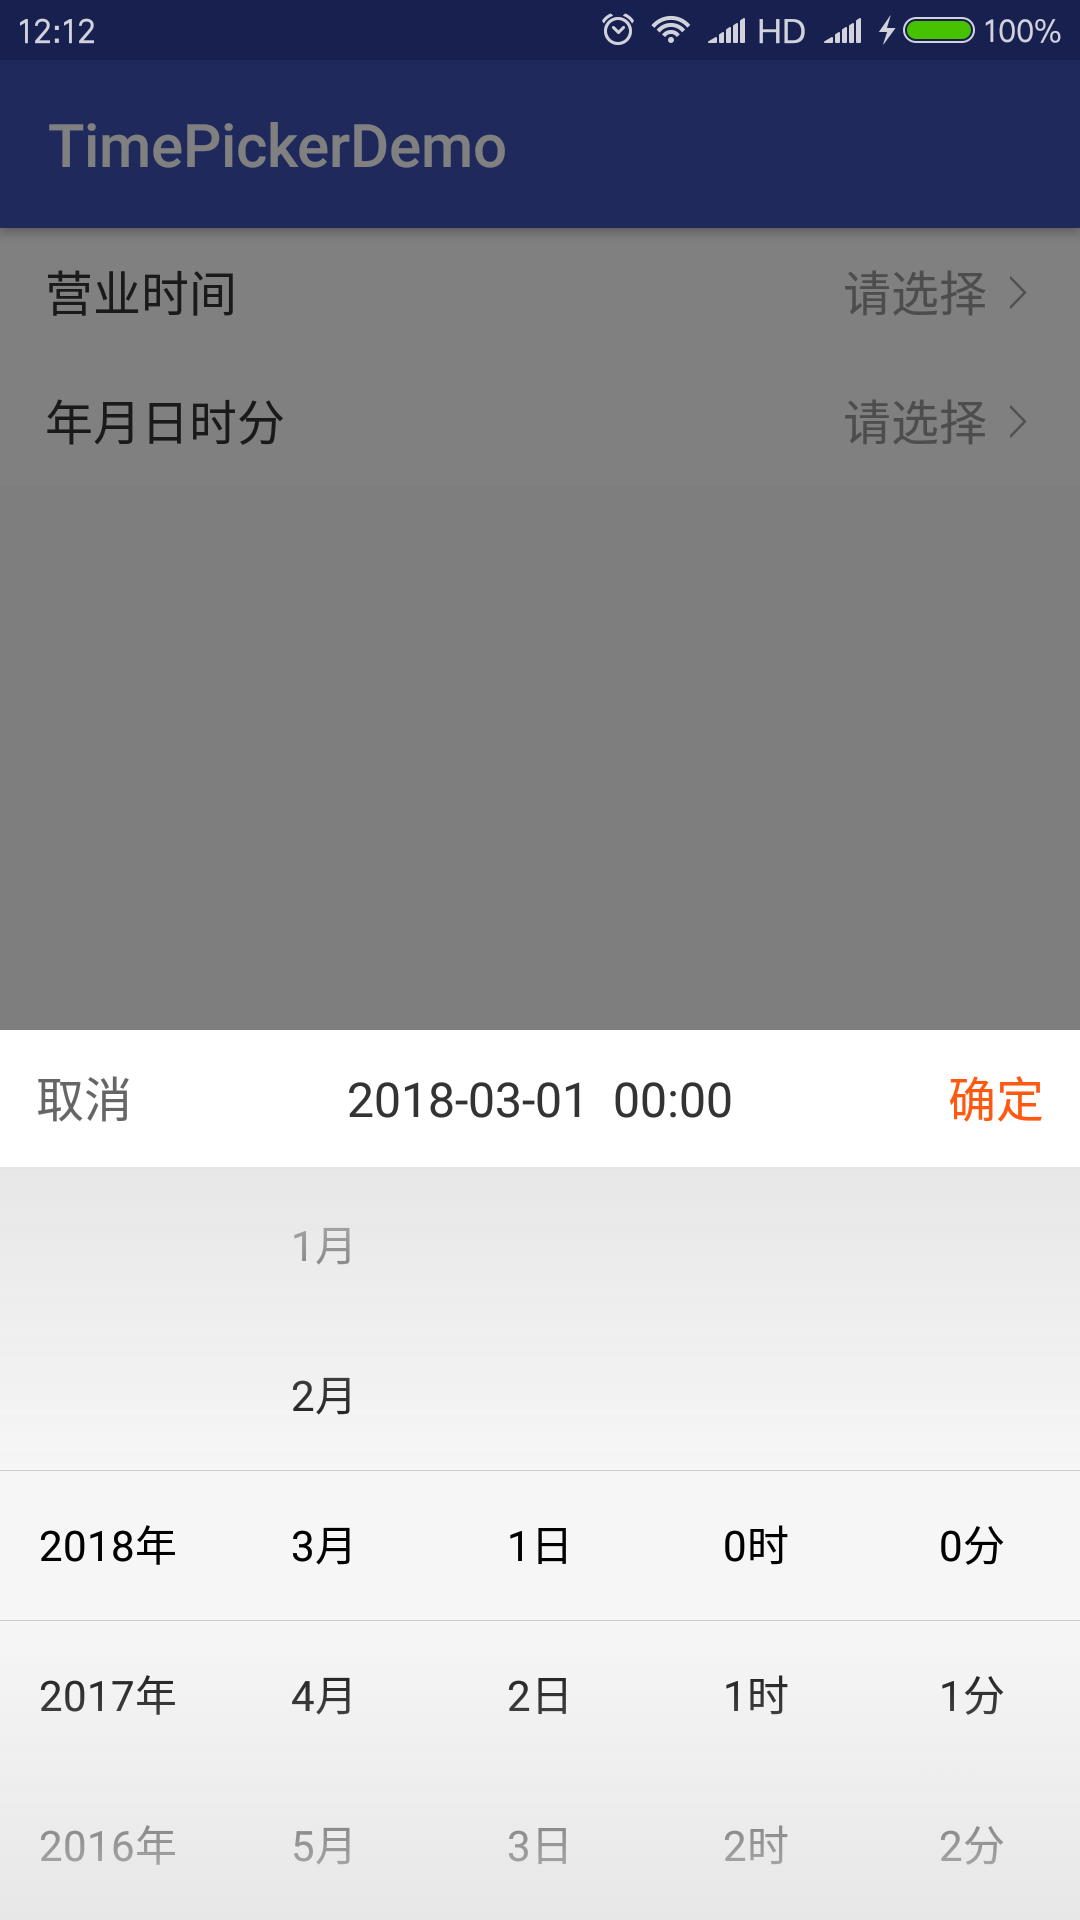 12:12 HD 100%
TimePickerDemo
营业时间 请选择
年月日时分 请选择
取消 2018-03-01 00:00 确定
1月
2月
2018年 3月 1日 0时 0分
2017年 4月 2日 1时 1分
2016年 5月 3日 2时 2分